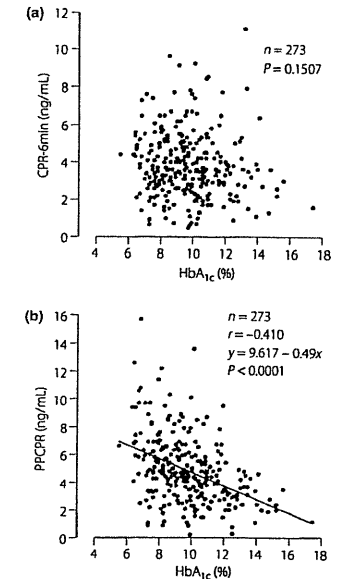 (a)
12
10
8
6
4
2
0
CPR-6min (ng/mL)
n = 273
P = 0.1507
4 6 8 10 12 14 16 18
HbA1c (%)
(b)
16
14
12
10
8
6
4
2
0
PPCPR (ng/mL)
n = 273
r = −0.410
y = 9.617 − 0.49x
P < 0.0001
4 6 8 10 12 14 16 18
HbA1c (%)